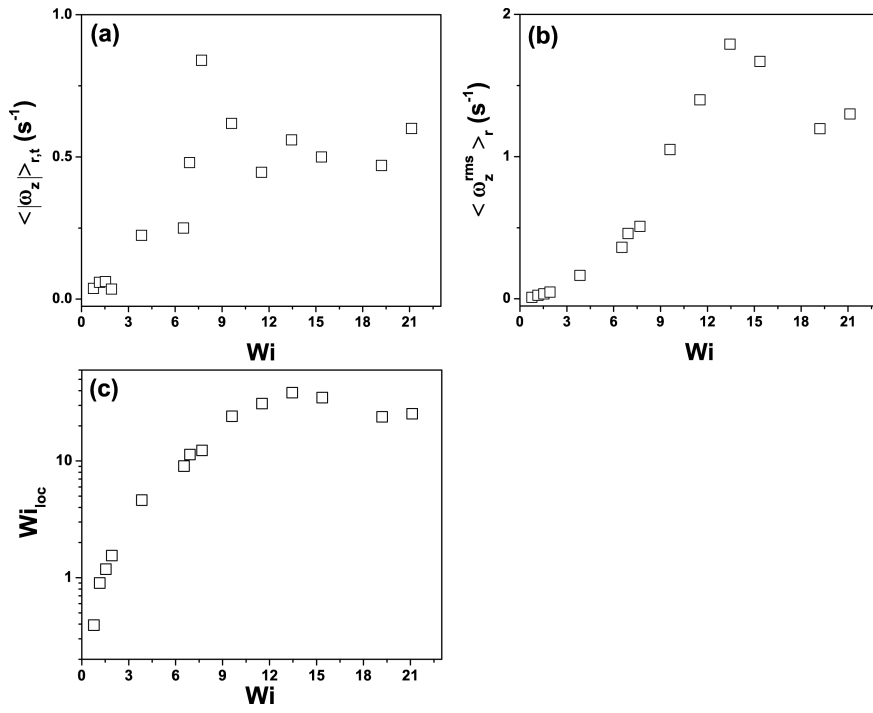 (a)
1.0
0.5
0.0
<|ω_z|>_{r,t} (s^{-1})
0 3 6 9 12 15 18 21
Wi
(b)
2
1
0
<ω_z^{rms}>_r (s^{-1})
0 3 6 9 12 15 18 21
Wi
(c)
10
1
Wi_{loc}
0 3 6 9 12 15 18 21
Wi